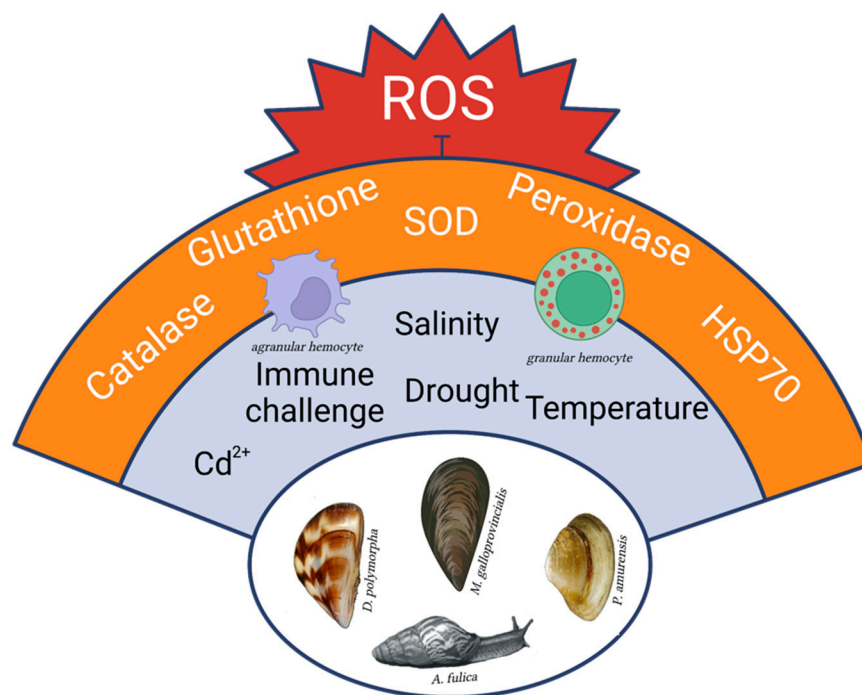 ROS
Glutathione
SOD
Peroxidase
Catalase
HSP70
agranular hemocyte
Salinity
granular hemocyte
Immune
challenge
Drought
Temperature
Cd²⁺
D. polymorpha
M. galloprovincialis
P. amurensis
A. fulica